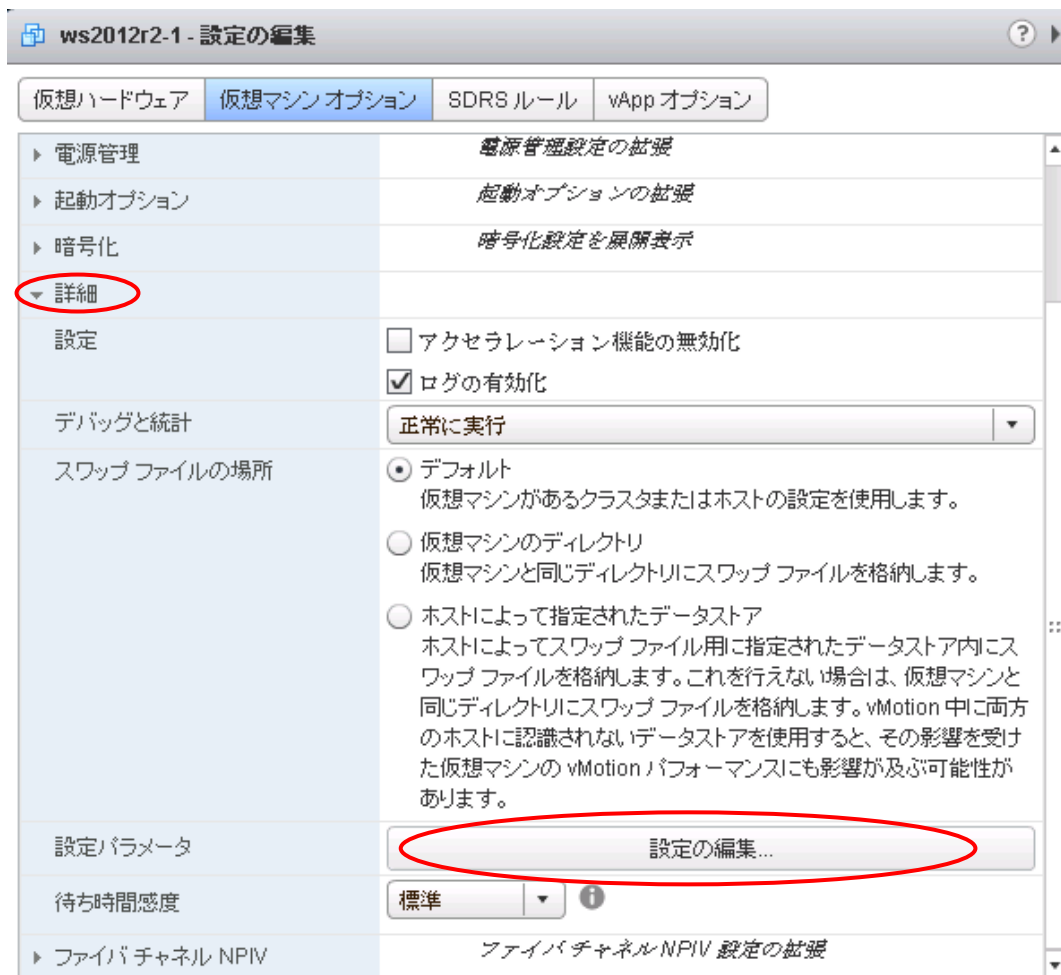 ws2012r2-1 - 設定の編集
仮想ハードウェア 仮想マシン オプション SDRS ルール vApp オプション
電源管理 電源管理設定の拡張
起動オプション 起動オプションの拡張
暗号化 暗号化設定を展開表示
詳細
設定 アクセラレーション機能の無効化
ログの有効化
デバッグと統計 正常に実行
スワップ ファイルの場所 デフォルト
仮想マシンがあるクラスタまたはホストの設定を使用します。
仮想マシンのディレクトリ
仮想マシンと同じディレクトリにスワップ ファイルを格納します。
ホストによって指定されたデータストア
ホストによってスワップ ファイル用に指定されたデータストア内にス
ワップ ファイルを格納します。これを行えない場合は、仮想マシンと
同じディレクトリにスワップ ファイルを格納します。vMotion 中に両方
のホストに認識されないデータストアを使用すると、その影響を受け
た仮想マシンの vMotion パフォーマンスにも影響が及ぶ可能性が
あります。
設定パラメータ 設定の編集...
待ち時間感度 標準
ファイバ チャネル NPIV ファイバ チャネル NPIV 設定の拡張